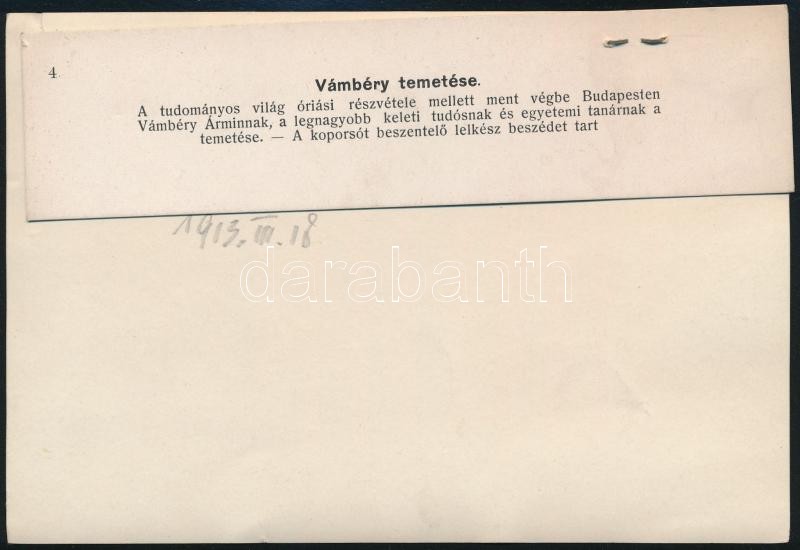 4.
Vámbéry temetése.
A tudományos világ óriási részvétele mellett ment végbe Budapesten
Vámbéry Árminnak, a legnagyobb keleti tudósnak és egyetemi tanárnak a
temetése. — A koporsót beszentelő lelkész beszédet tart
1913. III. 18
darabanth